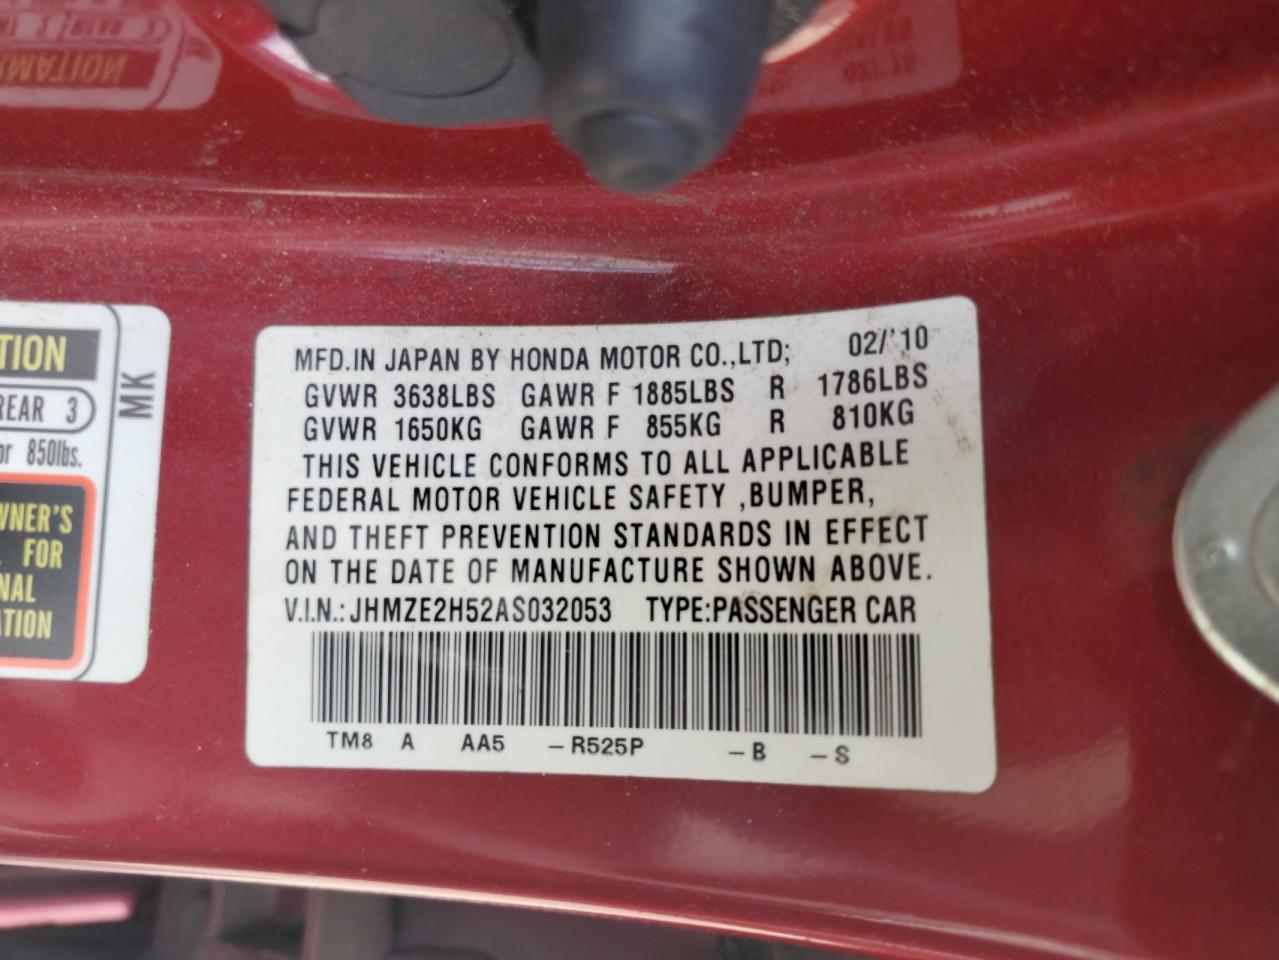 TION
REAR 3
or 850lbs.
WNER'S
FOR
NAL
ATION
MK
MFD.IN JAPAN BY HONDA MOTOR CO.,LTD; 02/'10
GVWR 3638LBS GAWR F 1885LBS R 1786LBS
GVWR 1650KG GAWR F 855KG R 810KG
THIS VEHICLE CONFORMS TO ALL APPLICABLE
FEDERAL MOTOR VEHICLE SAFETY ,BUMPER,
AND THEFT PREVENTION STANDARDS IN EFFECT
ON THE DATE OF MANUFACTURE SHOWN ABOVE.
V.I.N.:JHMZE2H52AS032053 TYPE:PASSENGER CAR
TM8 A AA5 –R525P –B –S